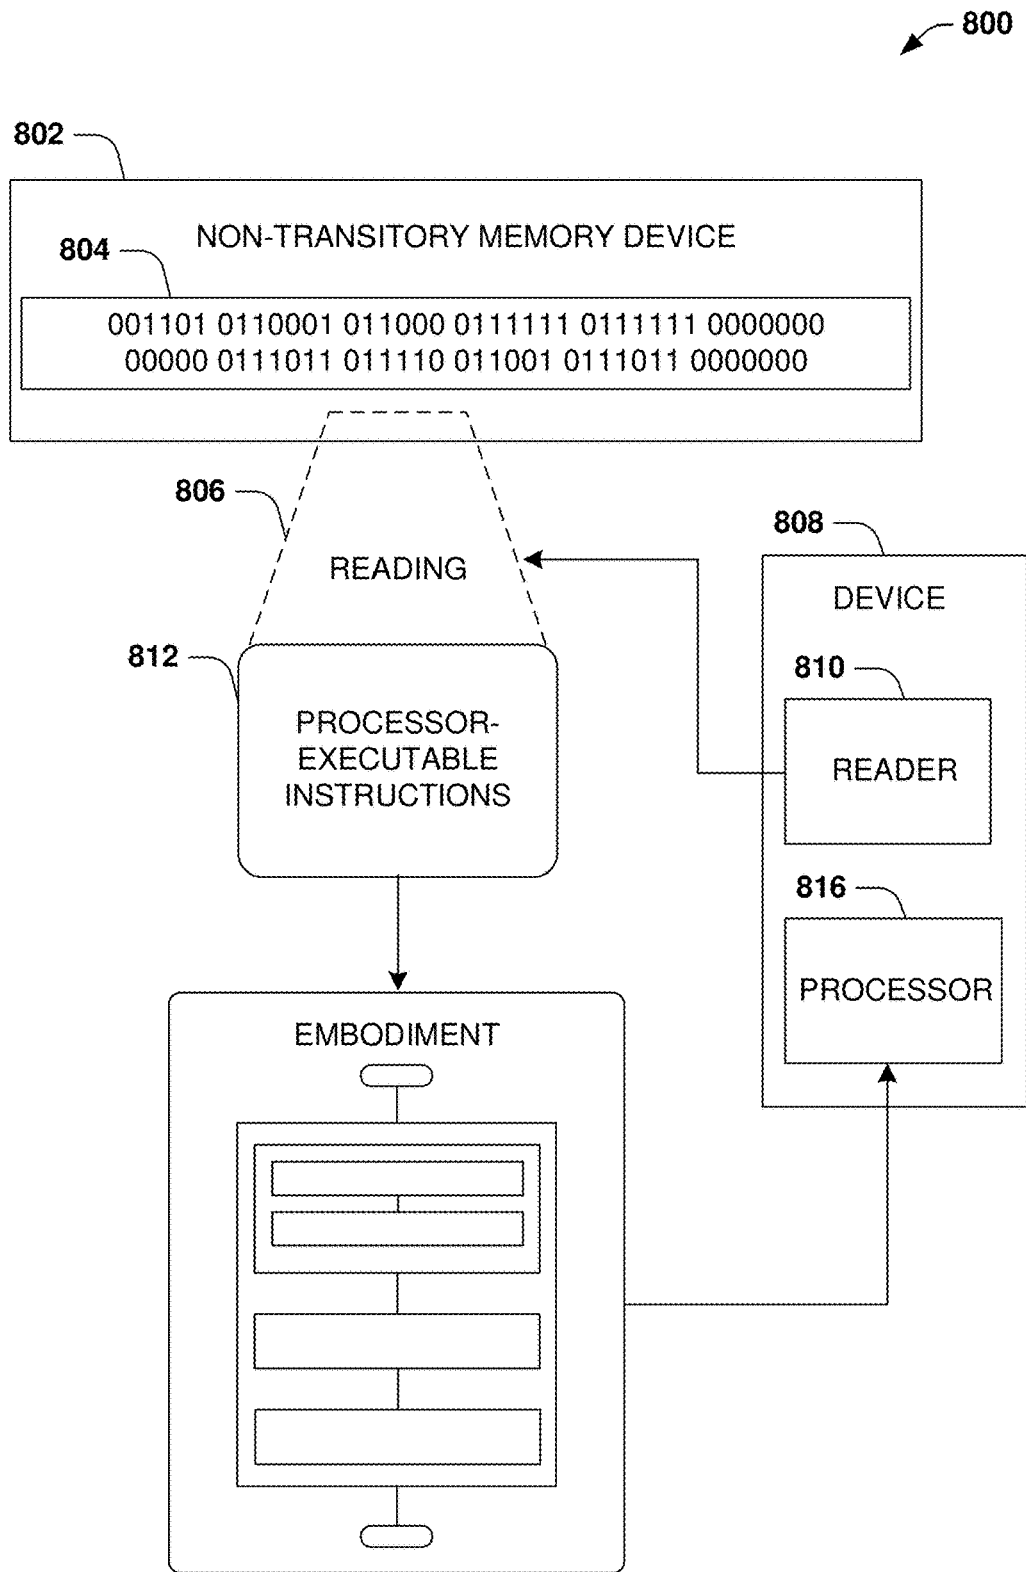 800
802
NON-TRANSITORY MEMORY DEVICE
804
001101 0110001 011000 0111111 0111111 0000000
00000 0111011 011110 011001 0111011 0000000
806
READING
808
DEVICE
810
READER
812
PROCESSOR-
EXECUTABLE
INSTRUCTIONS
816
PROCESSOR
EMBODIMENT